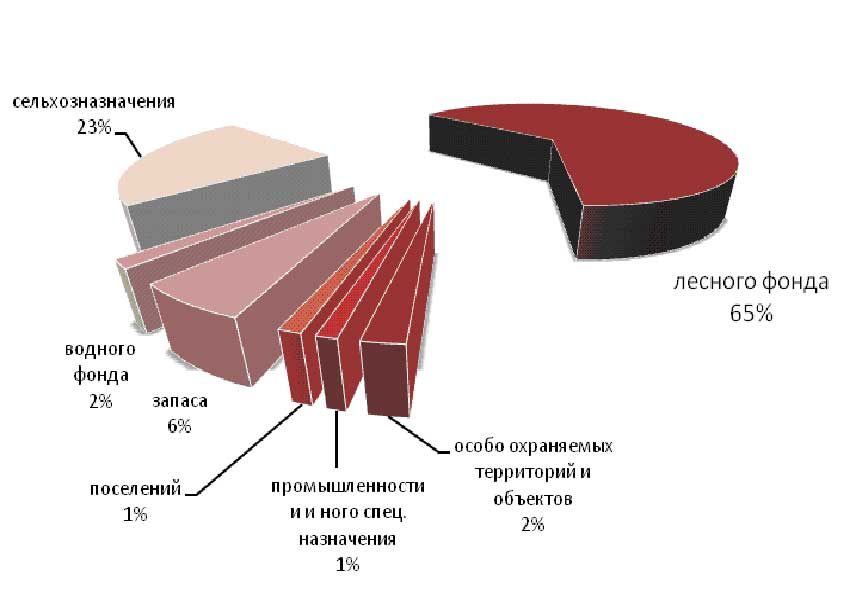 сельхозназначения
23%
лесного фонда
65%
водного
фонда
2%
запаса
6%
поселений
1%
промышленности
и и ного спец.
назначения
1%
особо охраняемых
территорий и
объектов
2%